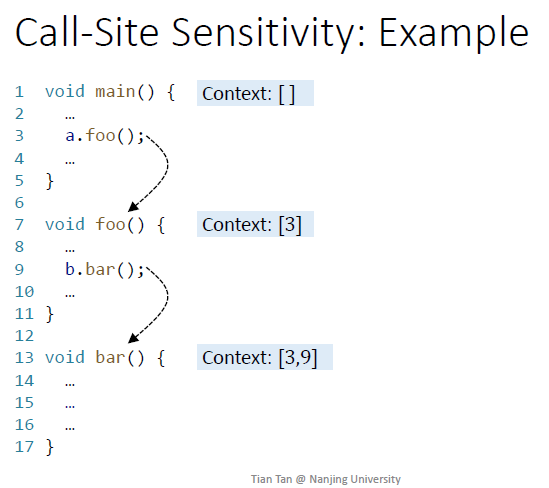 Call-Site Sensitivity: Example
1 void main() { Context: [ ]
2 …
3 a.foo();
4 …
5 }
6
7 void foo() { Context: [3]
8 …
9 b.bar();
10 …
11 }
12
13 void bar() { Context: [3,9]
14 …
15 …
16 …
17 }
Tian Tan @ Nanjing University